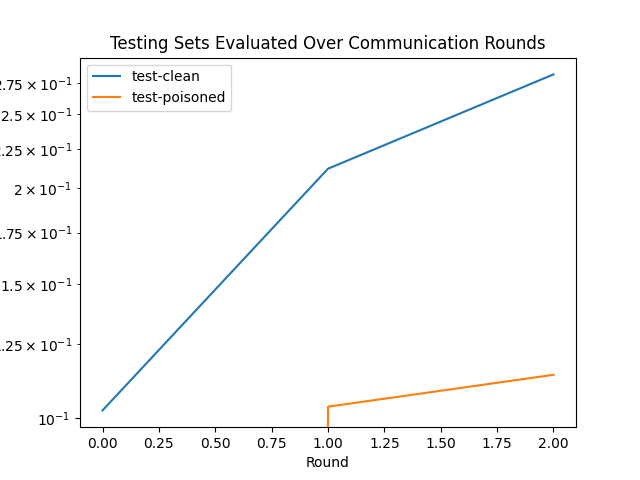 Testing Sets Evaluated Over Communication Rounds
test-clean
test-poisoned
2.75 × 10⁻¹
2.5 × 10⁻¹
2.25 × 10⁻¹
2 × 10⁻¹
1.75 × 10⁻¹
1.5 × 10⁻¹
1.25 × 10⁻¹
10⁻¹
0.00 0.25 0.50 0.75 1.00 1.25 1.50 1.75 2.00
Round